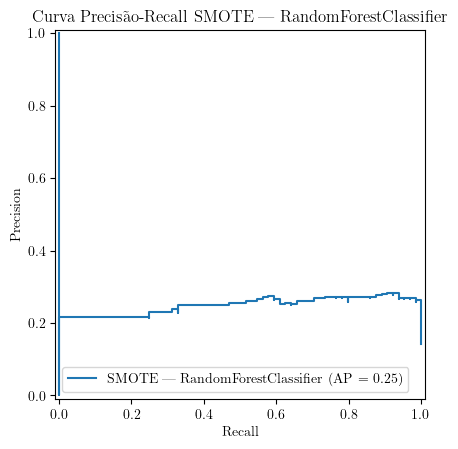 Curva Precisão-Recall SMOTE — RandomForestClassifier
1.0
0.8
0.6
0.4
0.2
0.0
Precision
SMOTE — RandomForestClassifier (AP = 0.25)
0.0 0.2 0.4 0.6 0.8 1.0
Recall